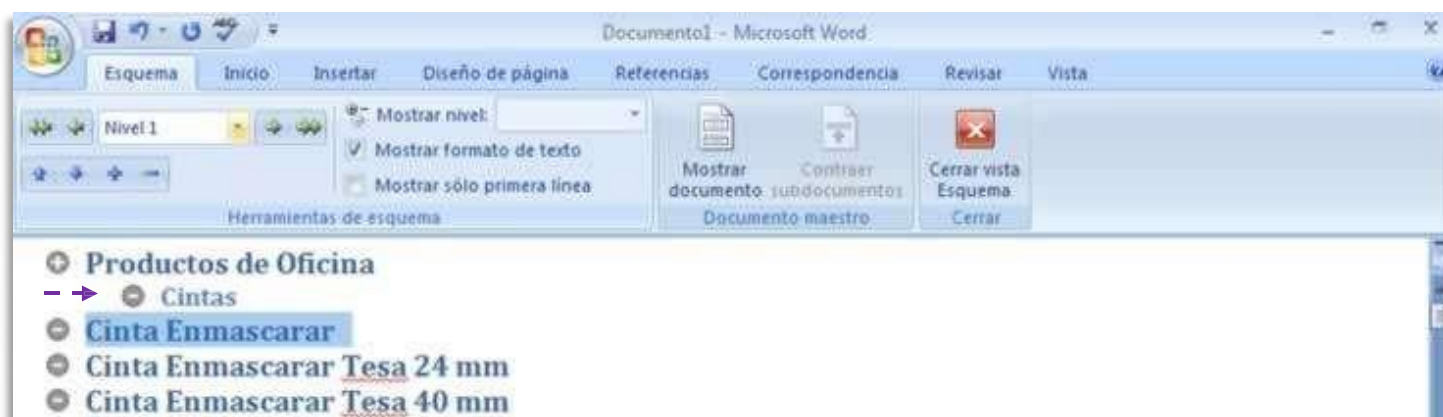 Documento1 - Microsoft Word
Esquema Inicio Insertar Diseño de página Referencias Correspondencia Revisar Vista
Nivel 1
Mostrar nivel:
Mostrar formato de texto
Mostrar sólo primera línea
Mostrar documento
Contraer subdocumentos
Cerrar vista Esquema
Herramientas de esquema Documento maestro Cerrar
Productos de Oficina
Cintas
Cinta Enmascarar
Cinta Enmascarar Tesa 24 mm
Cinta Enmascarar Tesa 40 mm